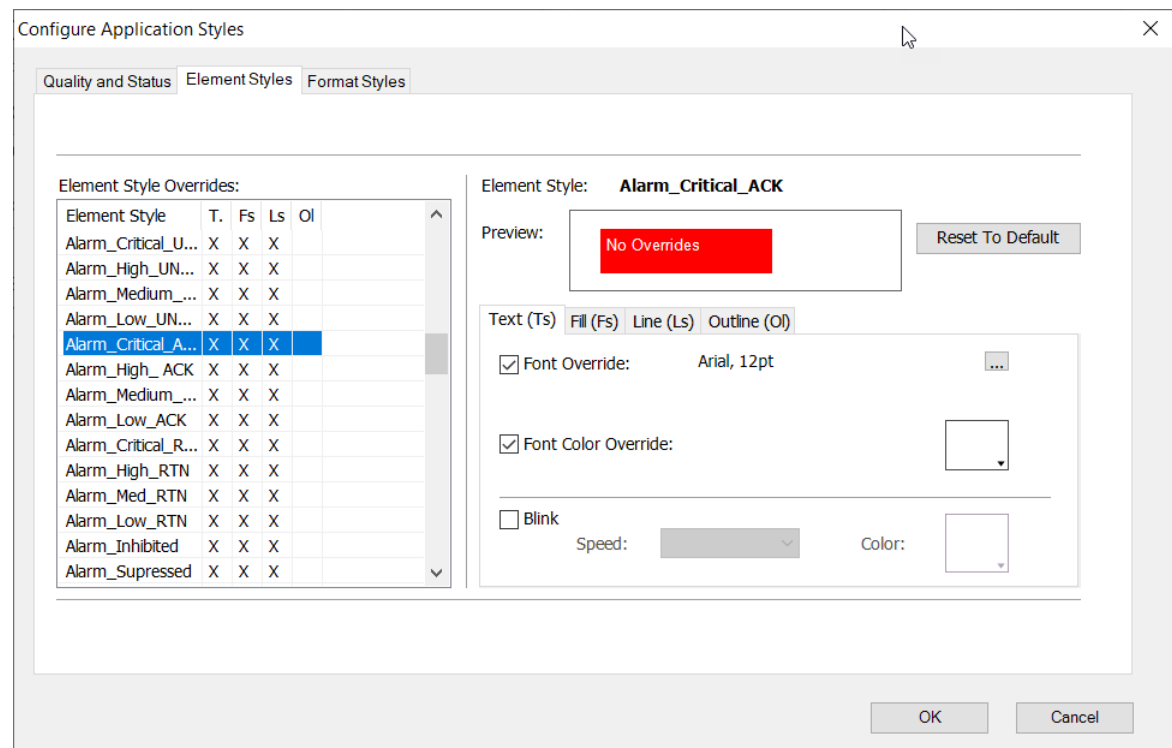 Configure Application Styles
Quality and Status Element Styles Format Styles
Element Style Overrides:
Element Style T. Fs Ls Ol
Alarm_Critical_U... X X X
Alarm_High_UN... X X X
Alarm_Medium_... X X X
Alarm_Low_UN... X X X
Alarm_Critical_A... X X X
Alarm_High_ ACK X X X
Alarm_Medium_... X X X
Alarm_Low_ACK X X X
Alarm_Critical_R... X X X
Alarm_High_RTN X X X
Alarm_Med_RTN X X X
Alarm_Low_RTN X X X
Alarm_Inhibited X X X
Alarm_Supressed X X X
Element Style: Alarm_Critical_ACK
Preview: No Overrides Reset To Default
Text (Ts) Fill (Fs) Line (Ls) Outline (Ol)
Font Override: Arial, 12pt ...
Font Color Override:
Blink
Speed: Color:
OK Cancel